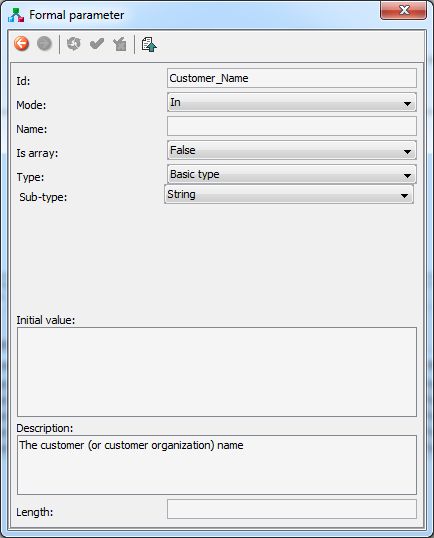 Formal parameter
Id: Customer_Name
Mode: In
Name:
Is array: False
Type: Basic type
Sub-type: String
Initial value:
Description:
The customer (or customer organization) name
Length: